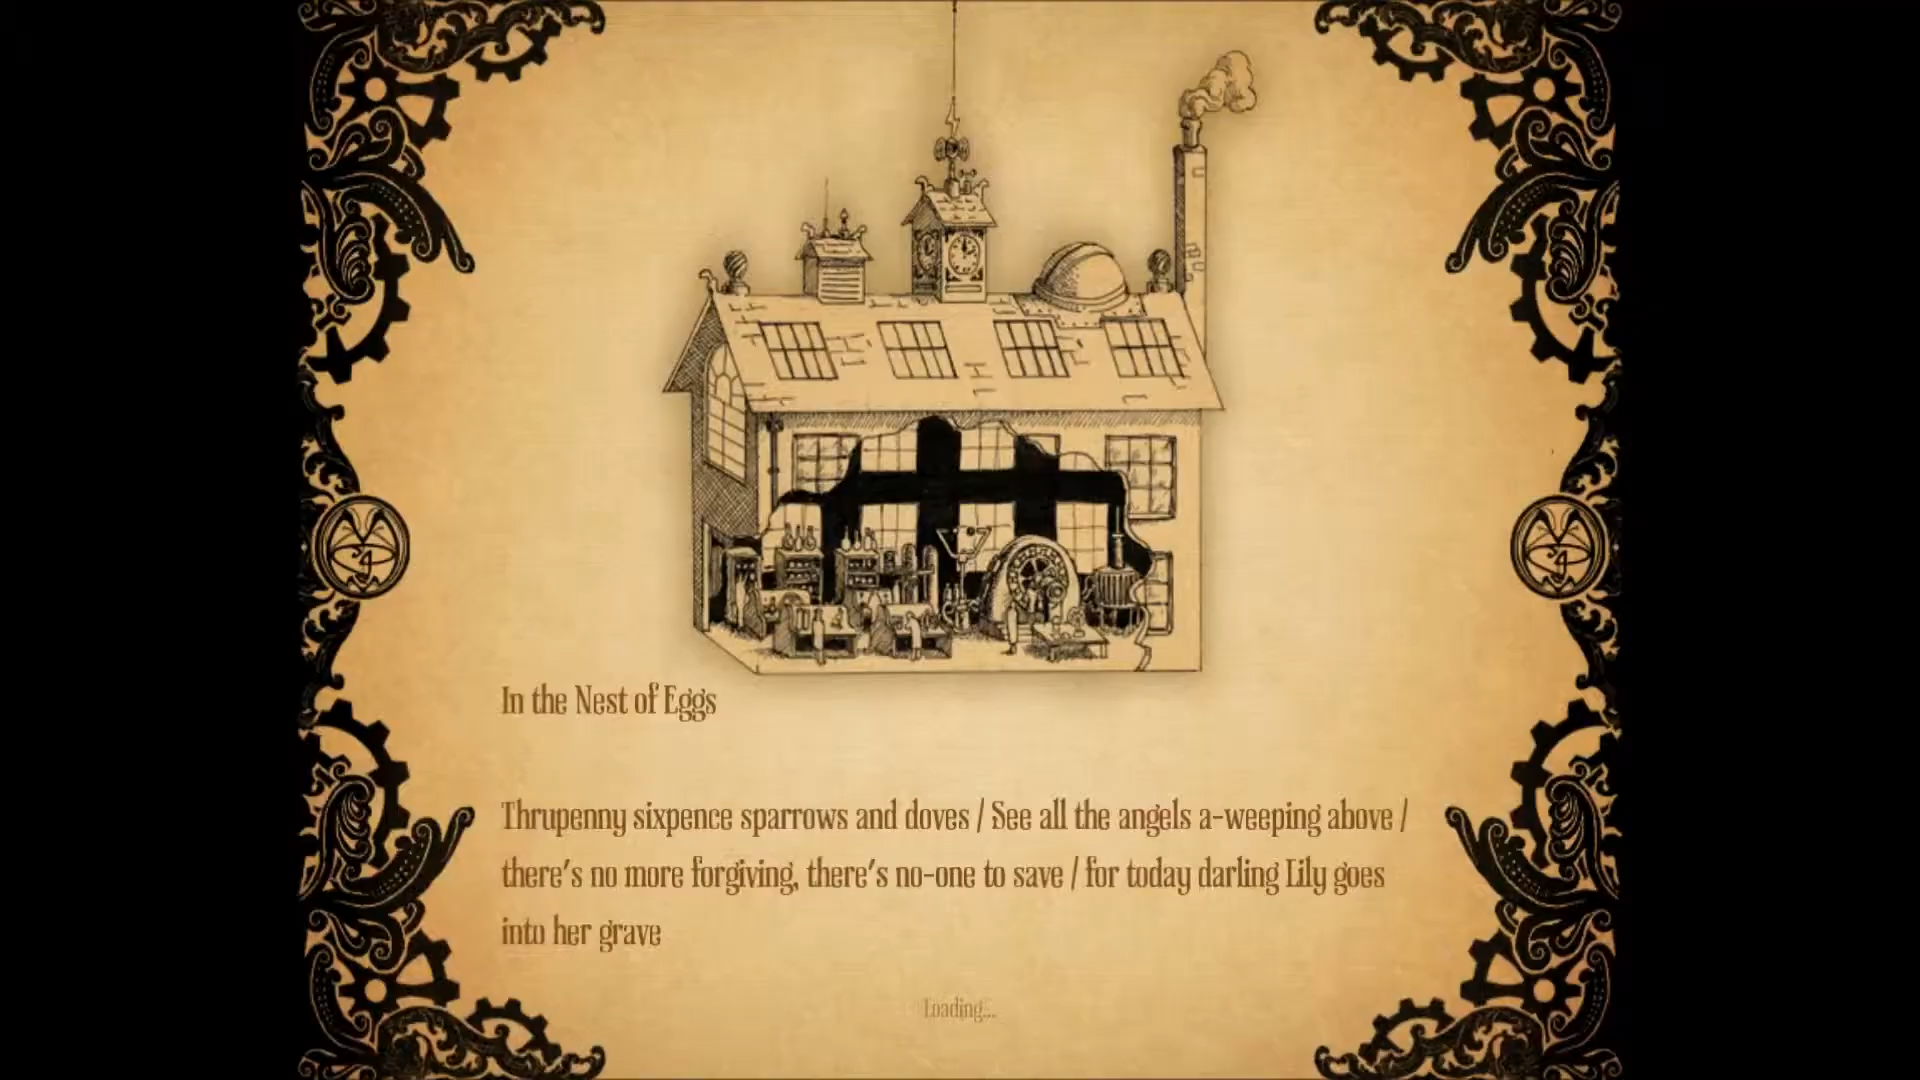 In the Nest of Eggs
Thrupenny sixpence sparrows and doves / See all the angels a-weeping above /
there's no more forgiving, there's no-one to save / for today darling Lily goes
into her grave
Loading...